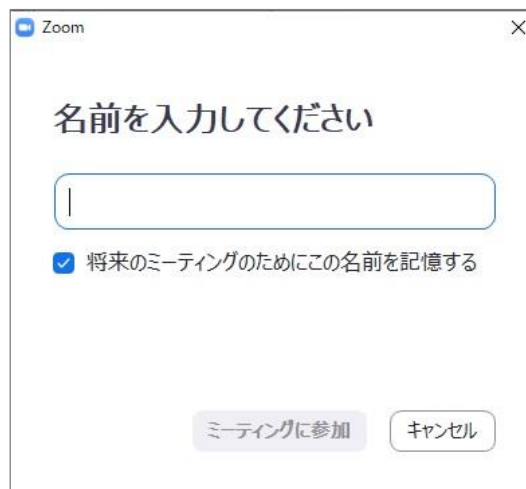 Zoom
名前を入力してください
将来のミーティングのためにこの名前を記憶する
ミーティングに参加 キャンセル